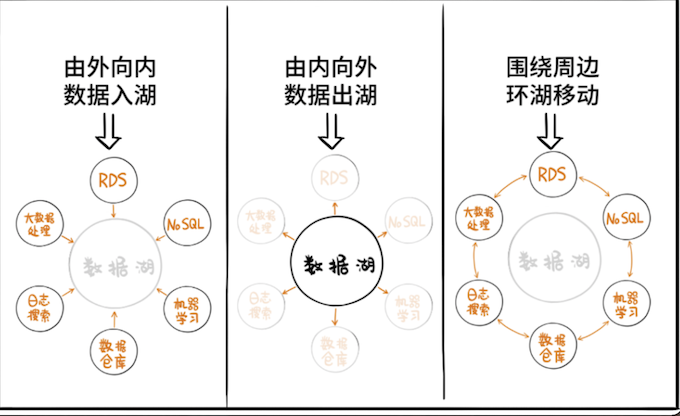 由外向内
数据入湖
RDS
大数据
处理
NoSQL
数据湖
日志
搜索
机器
学习
数据
仓库
由内向外
数据出湖
RDS
大数据
处理
NoSQL
数据湖
日志
搜索
机器
学习
数据
仓库
围绕周边
环湖移动
RDS
大数据
处理
NoSQL
数据湖
日志
搜索
机器
学习
数据
仓库